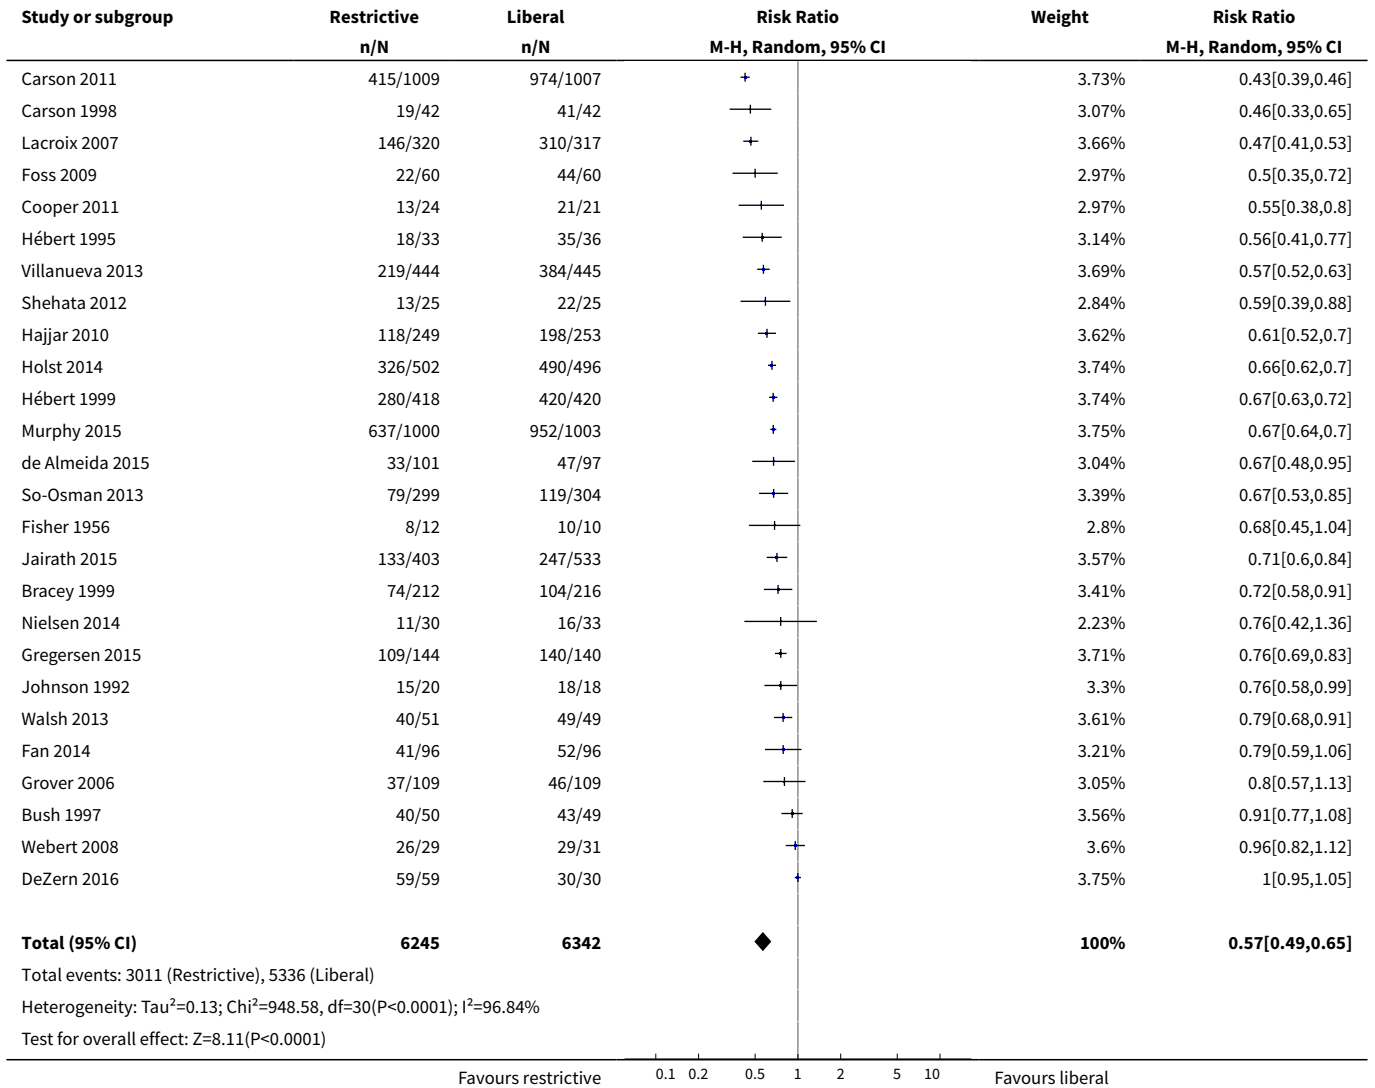 Study or subgroup Restrictive Liberal Risk Ratio Weight Risk Ratio
n/N n/N M-H, Random, 95% CI M-H, Random, 95% CI
Carson 2011 415/1009 974/1007 3.73% 0.43[0.39,0.46]
Carson 1998 19/42 41/42 3.07% 0.46[0.33,0.65]
Lacroix 2007 146/320 310/317 3.66% 0.47[0.41,0.53]
Foss 2009 22/60 44/60 2.97% 0.5[0.35,0.72]
Cooper 2011 13/24 21/21 2.97% 0.55[0.38,0.8]
Hébert 1995 18/33 35/36 3.14% 0.56[0.41,0.77]
Villanueva 2013 219/444 384/445 3.69% 0.57[0.52,0.63]
Shehata 2012 13/25 22/25 2.84% 0.59[0.39,0.88]
Hajjar 2010 118/249 198/253 3.62% 0.61[0.52,0.7]
Holst 2014 326/502 490/496 3.74% 0.66[0.62,0.7]
Hébert 1999 280/418 420/420 3.74% 0.67[0.63,0.72]
Murphy 2015 637/1000 952/1003 3.75% 0.67[0.64,0.7]
de Almeida 2015 33/101 47/97 3.04% 0.67[0.48,0.95]
So-Osman 2013 79/299 119/304 3.39% 0.67[0.53,0.85]
Fisher 1956 8/12 10/10 2.8% 0.68[0.45,1.04]
Jairath 2015 133/403 247/533 3.57% 0.71[0.6,0.84]
Bracey 1999 74/212 104/216 3.41% 0.72[0.58,0.91]
Nielsen 2014 11/30 16/33 2.23% 0.76[0.42,1.36]
Gregersen 2015 109/144 140/140 3.71% 0.76[0.69,0.83]
Johnson 1992 15/20 18/18 3.3% 0.76[0.58,0.99]
Walsh 2013 40/51 49/49 3.61% 0.79[0.68,0.91]
Fan 2014 41/96 52/96 3.21% 0.79[0.59,1.06]
Grover 2006 37/109 46/109 3.05% 0.8[0.57,1.13]
Bush 1997 40/50 43/49 3.56% 0.91[0.77,1.08]
Webert 2008 26/29 29/31 3.6% 0.96[0.82,1.12]
DeZern 2016 59/59 30/30 3.75% 1[0.95,1.05]
Total (95% CI) 6245 6342 100% 0.57[0.49,0.65]
Total events: 3011 (Restrictive), 5336 (Liberal)
Heterogeneity: Tau²=0.13; Chi²=948.58, df=30(P<0.0001); I²=96.84%
Test for overall effect: Z=8.11(P<0.0001)
Favours restrictive 0.1 0.2 0.5 1 2 5 10 Favours liberal